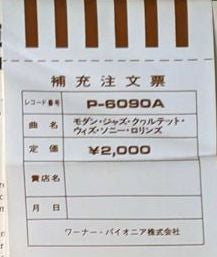 補充注文票
レコード番号 P-6090A
曲名 モダン・ジャズ・クヮルテット・
ウィズ・ソニー・ロリンズ
定価 ¥2,000
貴店名
月日
ワーナー・パイオニア株式会社